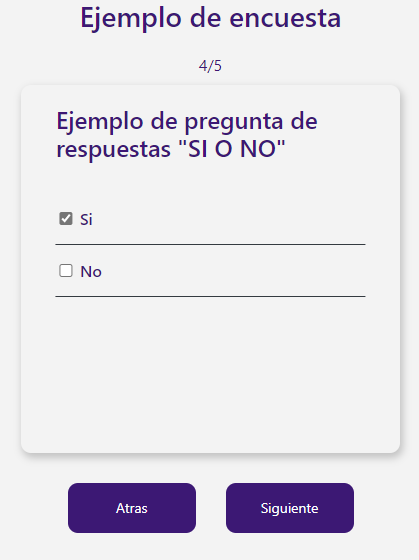 Ejemplo de encuesta
4/5
Ejemplo de pregunta de
respuestas "SI O NO"
Si
No
Atras
Siguiente